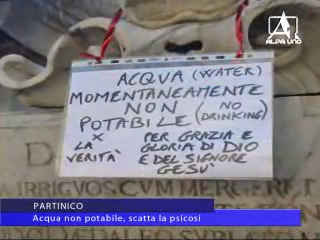 ALPA UNO
ACQUA (WATER)
MOMENTANEAMENTE
NON
POTABILE (NO DRINKING)
X
LA
VERITÀ
PER GRAZIA E
GLORIA DI DIO
E DEL SIGNORE
GESÙ
IRRIGVOS CVM MERGERET
PARTINICO
Acqua non potabile, scatta la psicosi